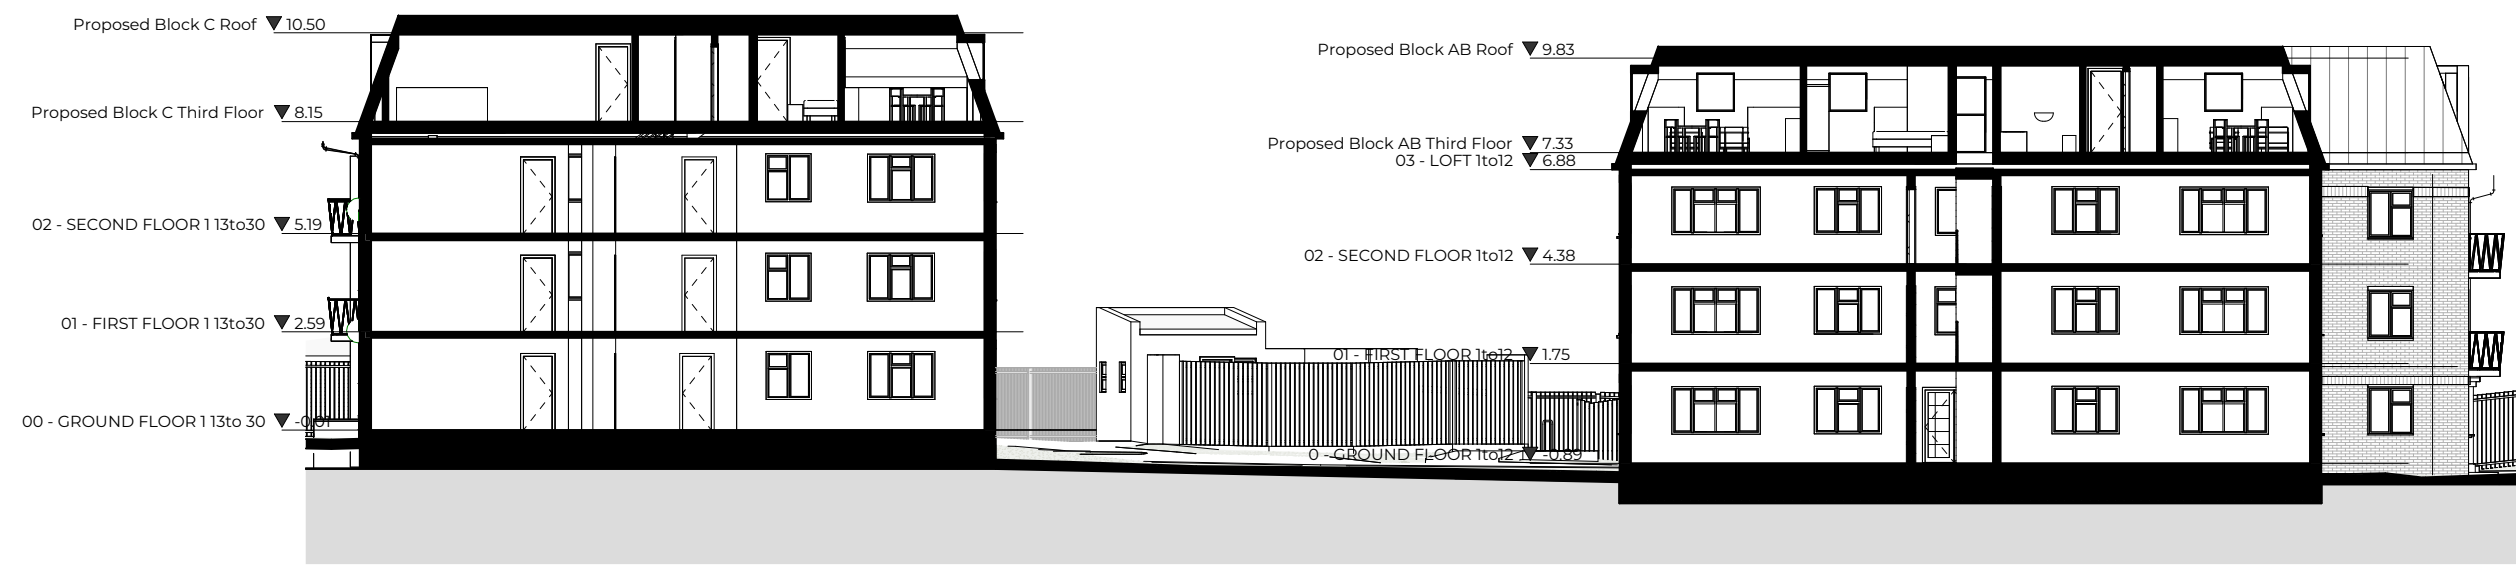 Proposed Block C Roof 10.50
Proposed Block C Third Floor 8.15
02 - SECOND FLOOR 1 13to30 5.19
01 - FIRST FLOOR 1 13to30 2.59
00 - GROUND FLOOR 1 13to 30 -0.01
Proposed Block AB Roof 9.83
Proposed Block AB Third Floor 7.33
03 - LOFT 1to12 6.88
02 - SECOND FLOOR 1to12 4.38
01 - FIRST FLOOR 1to12 1.75
0 - GROUND FLOOR 1to12 -0.89